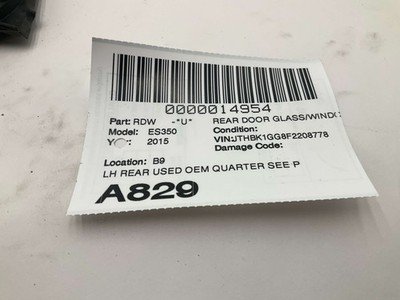 0000014954
Part: RDW -*U* REAR DOOR GLASS/WINDO
Model: ES350 Condition:
Y r: 2015 VIN:JTHBK1GG8F2208778
Damage Code:
Location: B9
LH REAR USED OEM QUARTER SEE P
A829